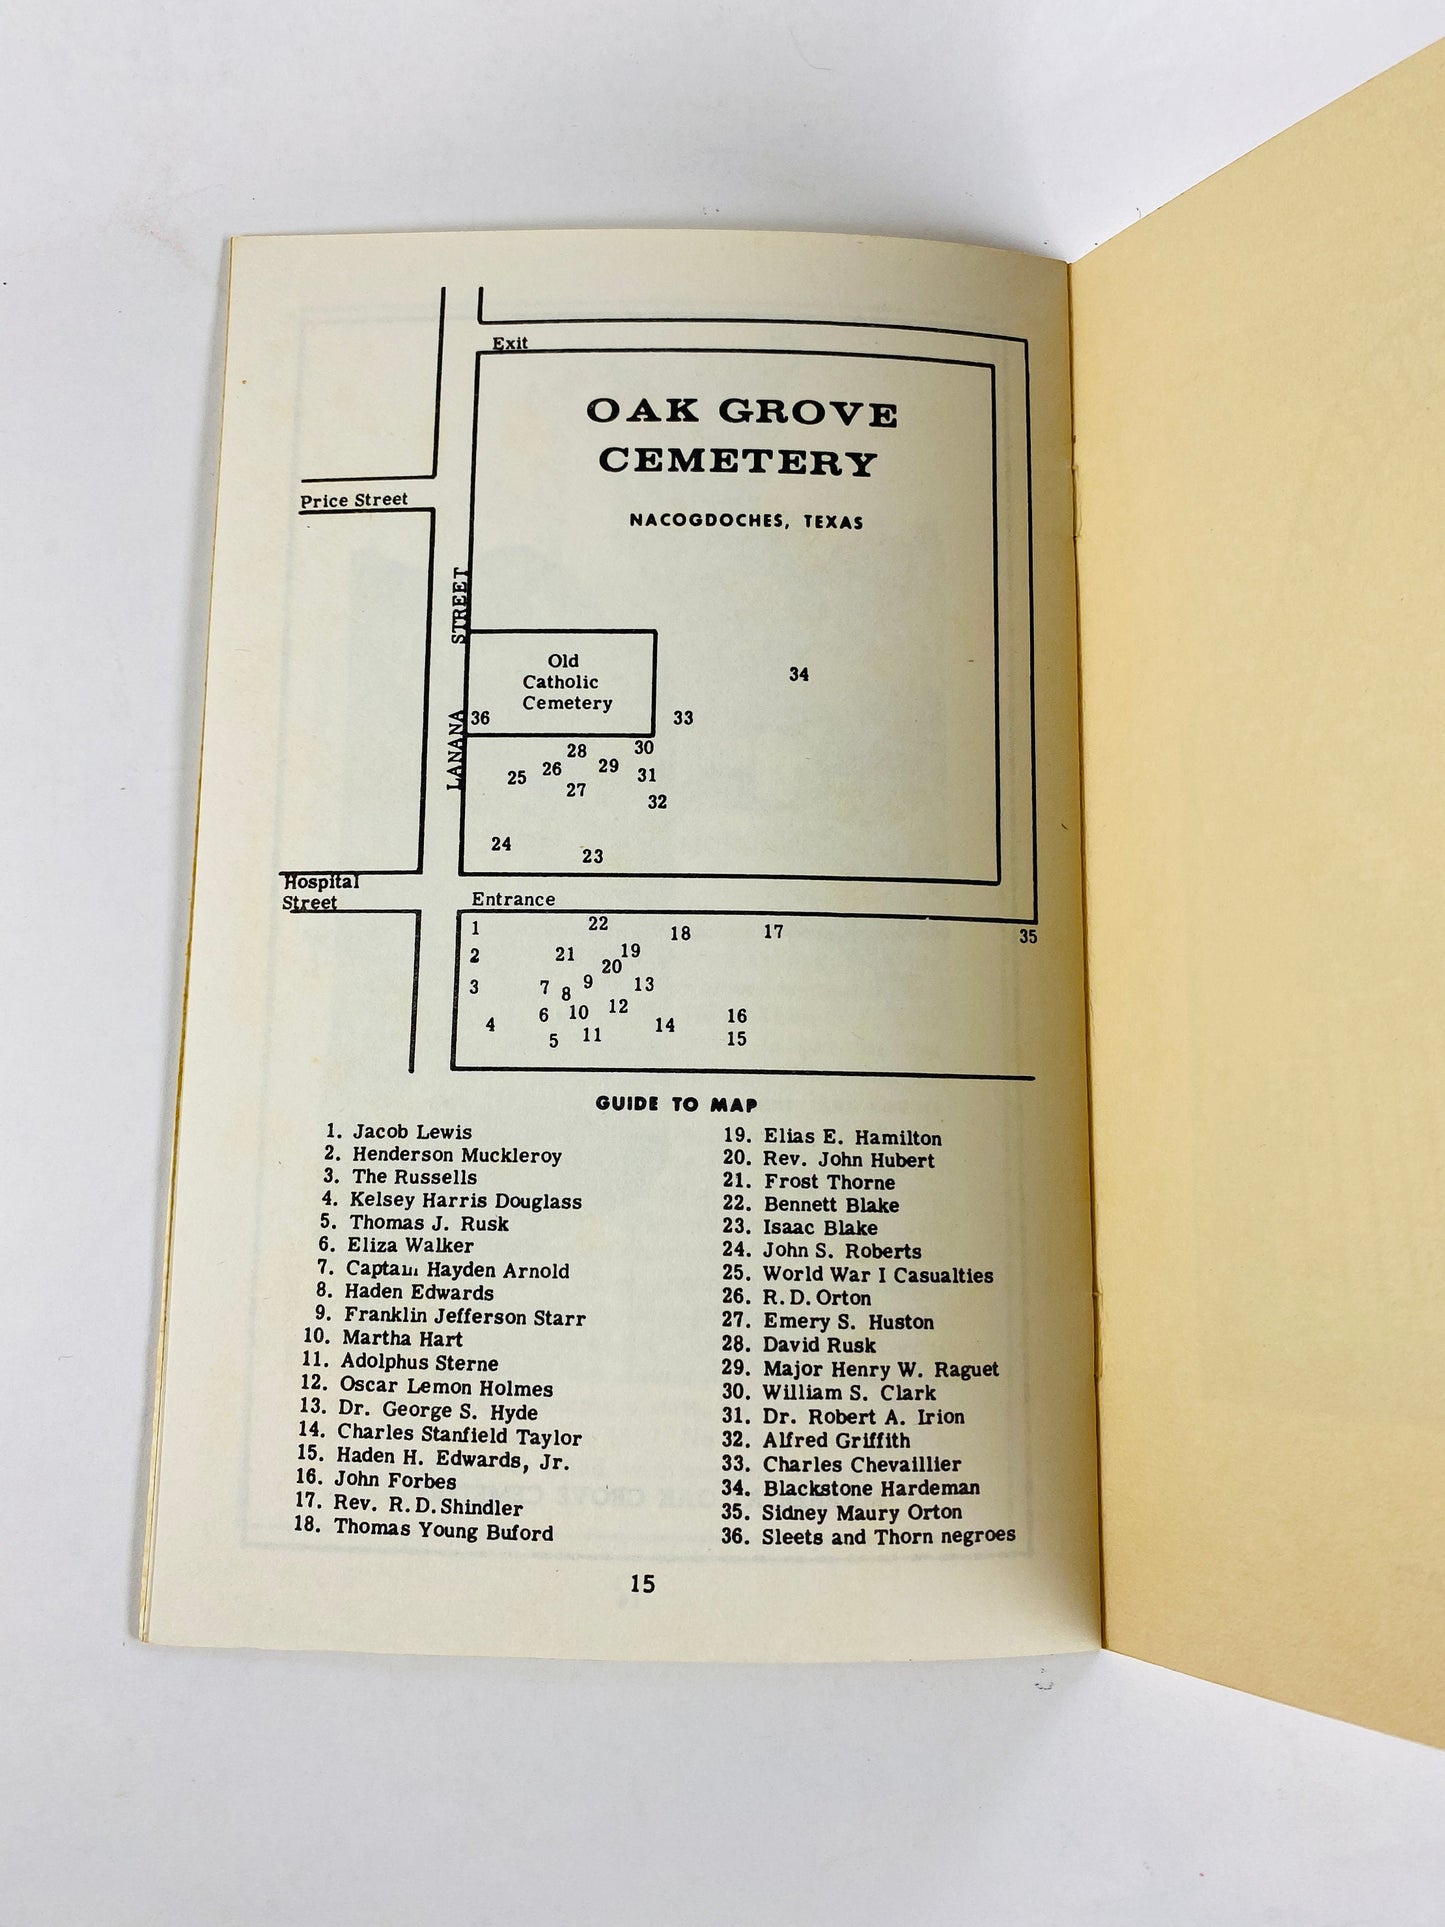 Exit
OAK GROVE
CEMETERY
NACOGDOCHES, TEXAS
Price Street
LANANA STREET
Old
Catholic
Cemetery
34
36
33
28
30
25
26
29
31
27
32
24
23
Hospital
Street
Entrance
1
22
18
17
35
2
21
19
20
3
7
8
9
13
4
6
10
12
14
16
5
11
15
GUIDE TO MAP
1. Jacob Lewis
2. Henderson Muckleroy
3. The Russells
4. Kelsey Harris Douglass
5. Thomas J. Rusk
6. Eliza Walker
7. Captain Hayden Arnold
8. Haden Edwards
9. Franklin Jefferson Starr
10. Martha Hart
11. Adolphus Sterne
12. Oscar Lemon Holmes
13. Dr. George S. Hyde
14. Charles Stanfield Taylor
15. Haden H. Edwards, Jr.
16. John Forbes
17. Rev. R.D. Shindler
18. Thomas Young Buford
19. Elias E. Hamilton
20. Rev. John Hubert
21. Frost Thorne
22. Bennett Blake
23. Isaac Blake
24. John S. Roberts
25. World War I Casualties
26. R.D. Orton
27. Emery S. Huston
28. David Rusk
29. Major Henry W. Raguet
30. William S. Clark
31. Dr. Robert A. Irion
32. Alfred Griffith
33. Charles Chevaillier
34. Blackstone Hardeman
35. Sidney Maury Orton
36. Sleets and Thorn negroes
15